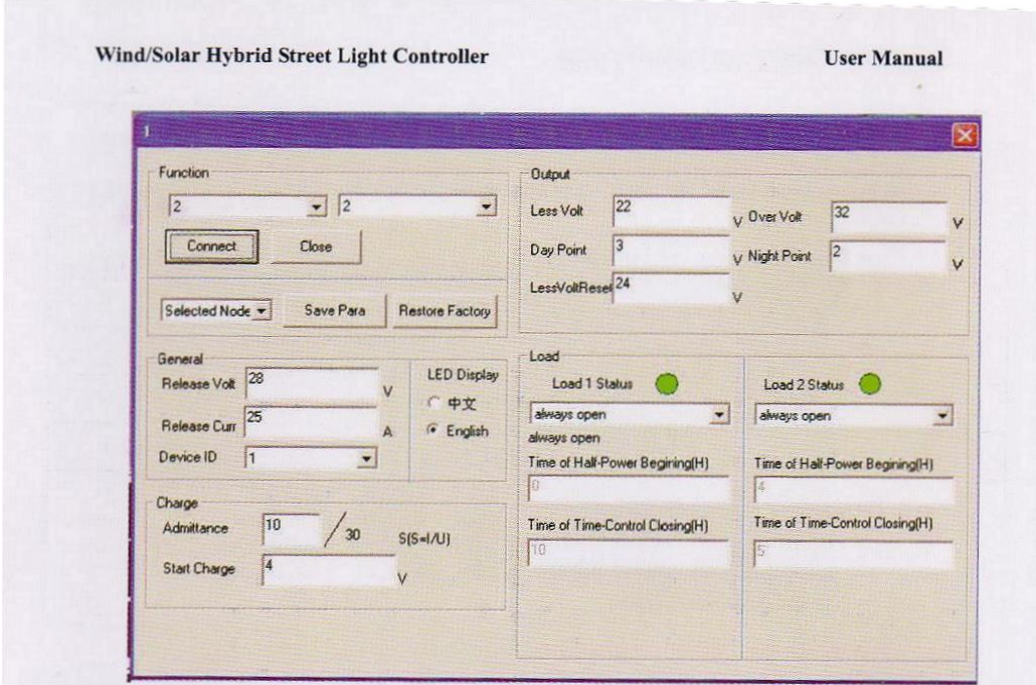 Wind/Solar Hybrid Street Light Controller User Manual
1
Function
2 2
Connect Close
Selected Node Save Para Restore Factory
General
Release Volt 28 V
Release Curr 25 A
Device ID 1
LED Display
中文
English
Charge
Admittance 10 / 30 S(S=I/U)
Start Charge 4 V
Output
Less Volt 22 V Over Volt 32 V
Day Point 3 V Night Point 2 V
LessVoltReset 24 V
Load
Load 1 Status
always open
always open
Time of Half-Power Begining(H)
0
Time of Time-Control Closing(H)
10
Load 2 Status
always open
Time of Half-Power Begining(H)
4
Time of Time-Control Closing(H)
5